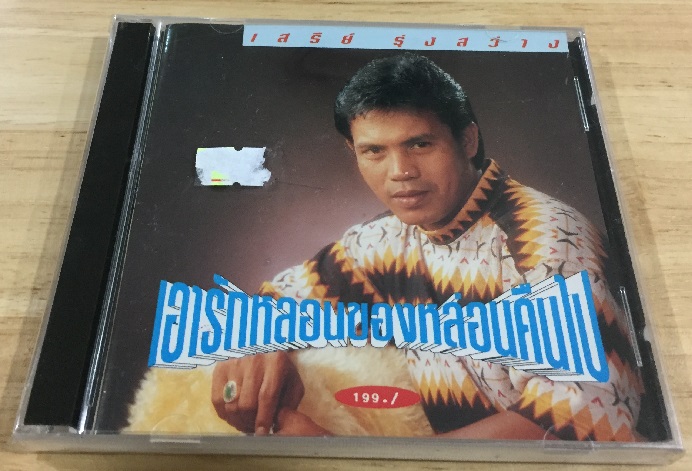 เสรีย์ รุ่งสว่าง
เอารักหลอนของหล่อนคืนไป
199./